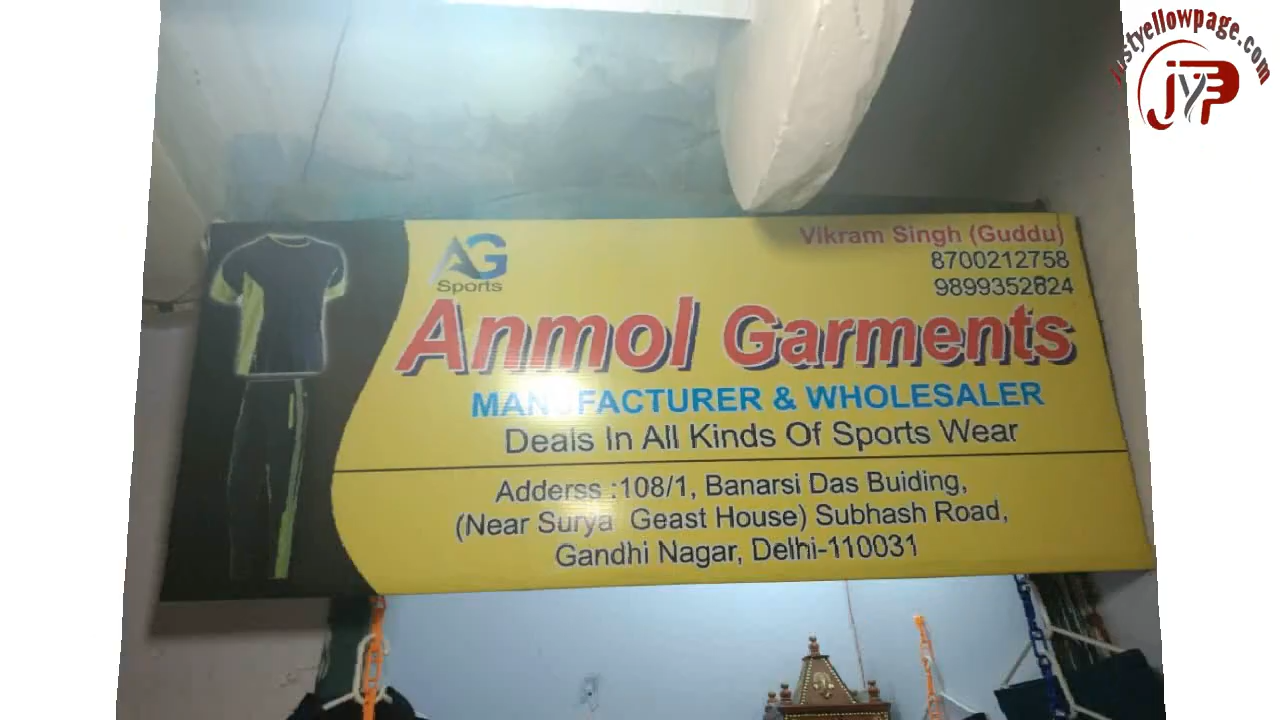 justyellowpage.com
JYP
AG
Sports
Vikram Singh (Guddu)
8700212758
9899352824
Anmol Garments
MANUFACTURER & WHOLESALER
Deals In All Kinds Of Sports Wear
Adderss :108/1, Banarsi Das Buiding,
(Near Surya Geast House) Subhash Road,
Gandhi Nagar, Delhi-110031